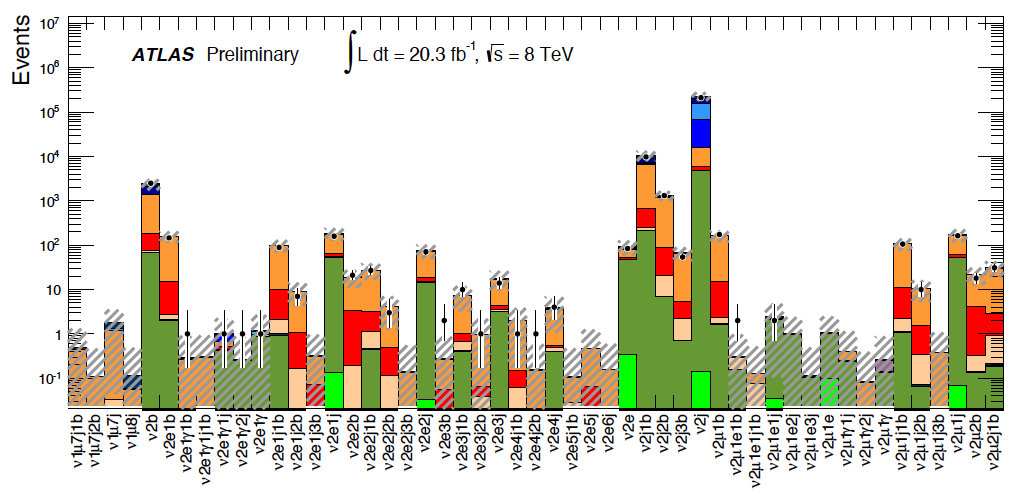 Events
ATLAS Preliminary
∫L dt = 20.3 fb⁻¹, √s = 8 TeV
10⁷
10⁶
10⁵
10⁴
10³
10²
10
1
10⁻¹
ν1μ7j1b
ν1μ7j2b
ν1μ7j
ν1μ8j
ν2b
ν2e1b
ν2e1γ1b
ν2e1γ1j1b
ν2e1γ1j
ν2e1γ2j
ν2e1γ
ν2e1j1b
ν2e1j2b
ν2e1j3b
ν2e1j
ν2e2b
ν2e2j1b
ν2e2j2b
ν2e2j3b
ν2e2j
ν2e3b
ν2e3j1b
ν2e3j2b
ν2e3j
ν2e4j1b
ν2e4j2b
ν2e4j
ν2e5j1b
ν2e5j
ν2e6j
ν2e
ν2j1b
ν2j2b
ν2j3b
ν2j
ν2μ1b
ν2μ1e1b
ν2μ1e1j1b
ν2μ1e1j
ν2μ1e2j
ν2μ1e3j
ν2μ1e
ν2μ1γ1j
ν2μ1γ2j
ν2μ1γ
ν2μ1j1b
ν2μ1j2b
ν2μ1j3b
ν2μ1j
ν2μ2b
ν2μ2j1b